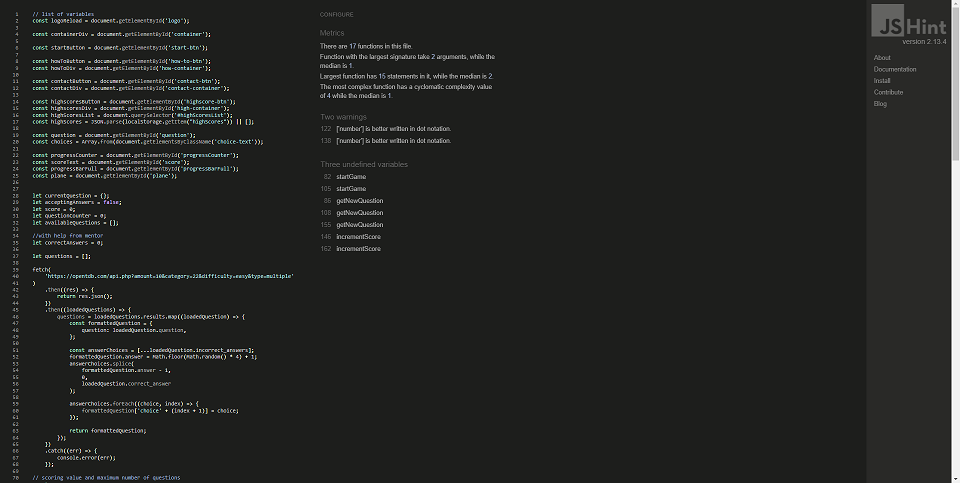 1 // list of variables
2 const logoReload = document.getElementById('logo');
3
4 const containerDiv = document.getElementById('container');
5
6 const startButton = document.getElementById('start-btn');
7
8 const howToButton = document.getElementById('how-to-btn');
9 const howToDiv = document.getElementById('how-container');
10
11 const contactButton = document.getElementById('contact-btn');
12 const contactDiv = document.getElementById('contact-container');
13
14 const highscoresButton = document.getElementById('highscore-btn');
15 const highscoresDiv = document.getElementById('high-container');
16 const highScoresList = document.querySelector('#highScoresList');
17 const highScores = JSON.parse(localStorage.getItem("highScores")) || [];
18
19 const question = document.getElementById('question');
20 const choices = Array.from(document.getElementsByClassName('choice-text'));
21
22 const progressCounter = document.getElementById('progressCounter');
23 const scoreText = document.getElementById('score');
24 const progressBarFull = document.getElementById('progressBarFull');
25 const plane = document.getElementById('plane');
26
27
28 let currentQuestion = {};
29 let acceptingAnswers = false;
30 let score = 0;
31 let questionCounter = 0;
32 let availableQuestions = [];
33
34 //with help from mentor
35 let correctAnswers = 0;
36
37 let questions = [];
38
39 fetch(
40 'https://opentdb.com/api.php?amount=10&category=22&difficulty=easy&type=multiple'
41 )
42 .then((res) => {
43 return res.json();
44 })
45 .then((loadedQuestions) => {
46 questions = loadedQuestions.results.map((loadedQuestion) => {
47 const formattedQuestion = {
48 question: loadedQuestion.question,
49 };
50
51 const answerChoices = [...loadedQuestion.incorrect_answers];
52 formattedQuestion.answer = Math.floor(Math.random() * 4) + 1;
53 answerChoices.splice(
54 formattedQuestion.answer - 1,
55 0,
56 loadedQuestion.correct_answer
57 );
58
59 answerChoices.forEach((choice, index) => {
60 formattedQuestion['choice' + (index + 1)] = choice;
61 });
62
63 return formattedQuestion;
64 });
65 })
66 .catch((err) => {
67 console.error(err);
68 });
69
70 // scoring value and maximum number of questions
CONFIGURE
Metrics
There are 17 functions in this file.
Function with the largest signature take 2 arguments, while the
median is 1.
Largest function has 15 statements in it, while the median is 2.
The most complex function has a cyclomatic complexity value
of 4 while the median is 1.
Two warnings
122 ['number'] is better written in dot notation.
138 ['number'] is better written in dot notation.
Three undefined variables
82 startGame
105 startGame
86 getNewQuestion
108 getNewQuestion
155 getNewQuestion
146 incrementScore
162 incrementScore
JSHint
version 2.13.4
About
Documentation
Install
Contribute
Blog